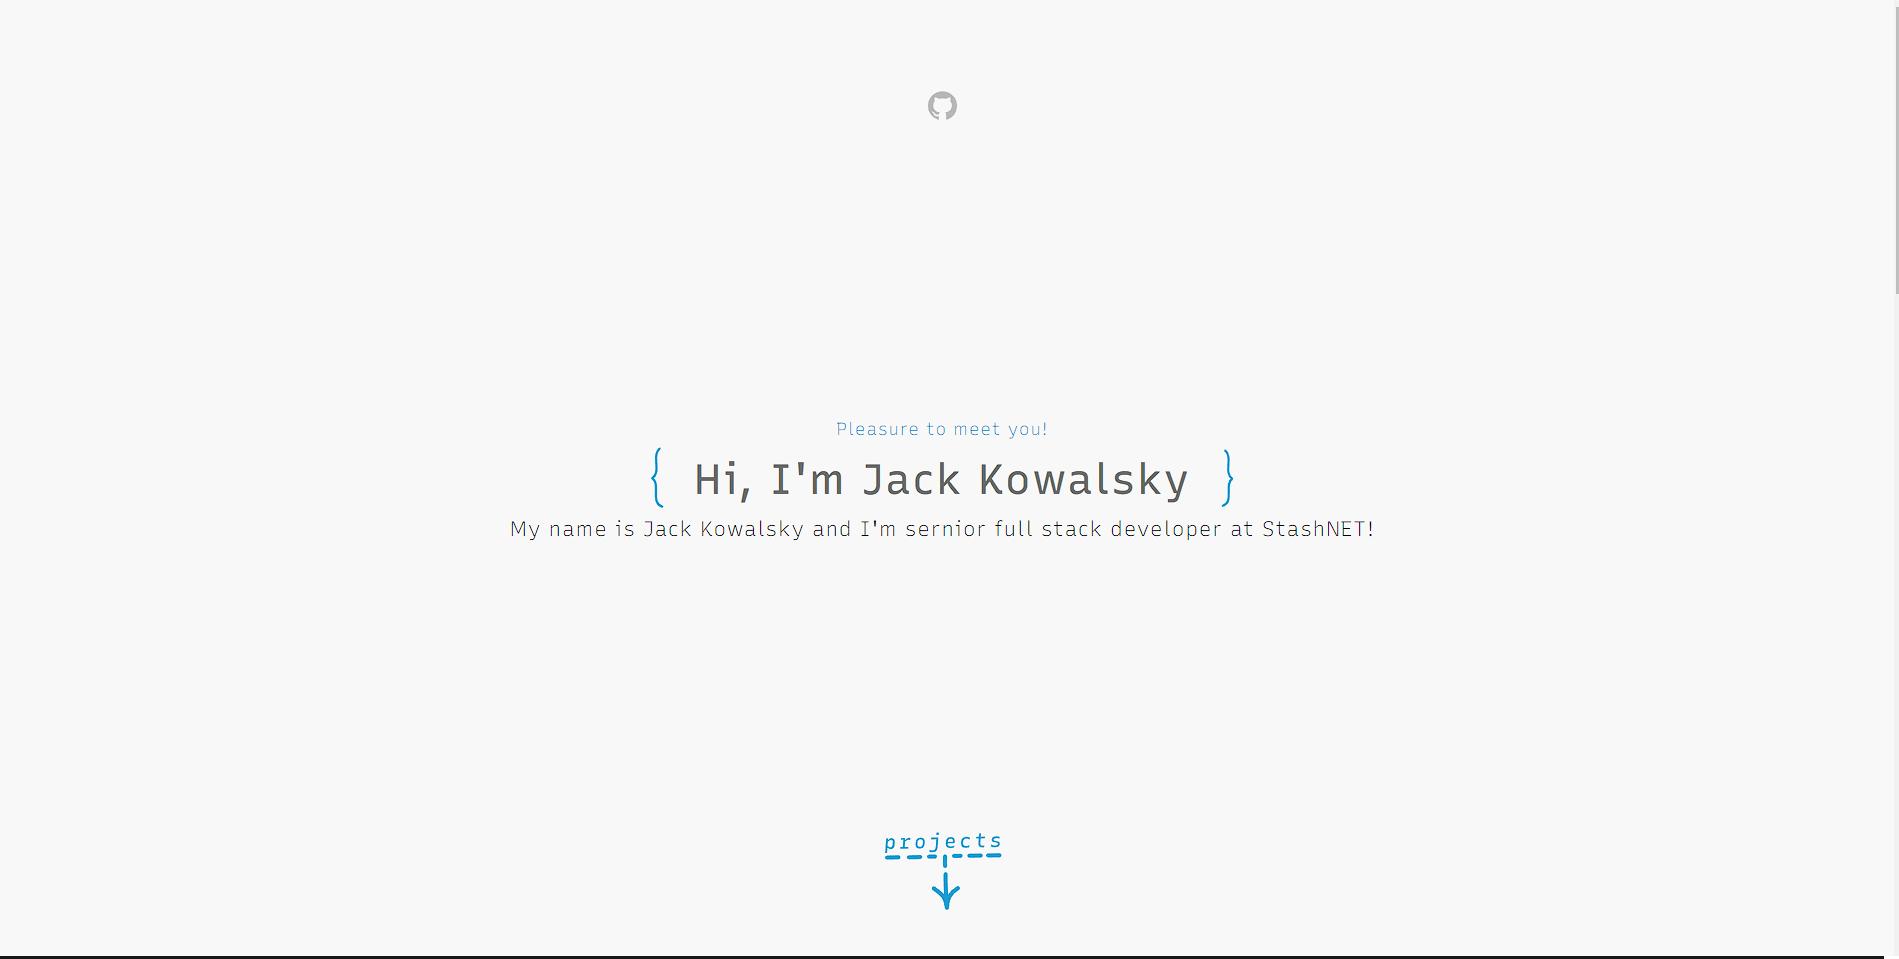 Pleasure to meet you!
{ Hi, I'm Jack Kowalsky }
My name is Jack Kowalsky and I'm sernior full stack developer at StashNET!
projects